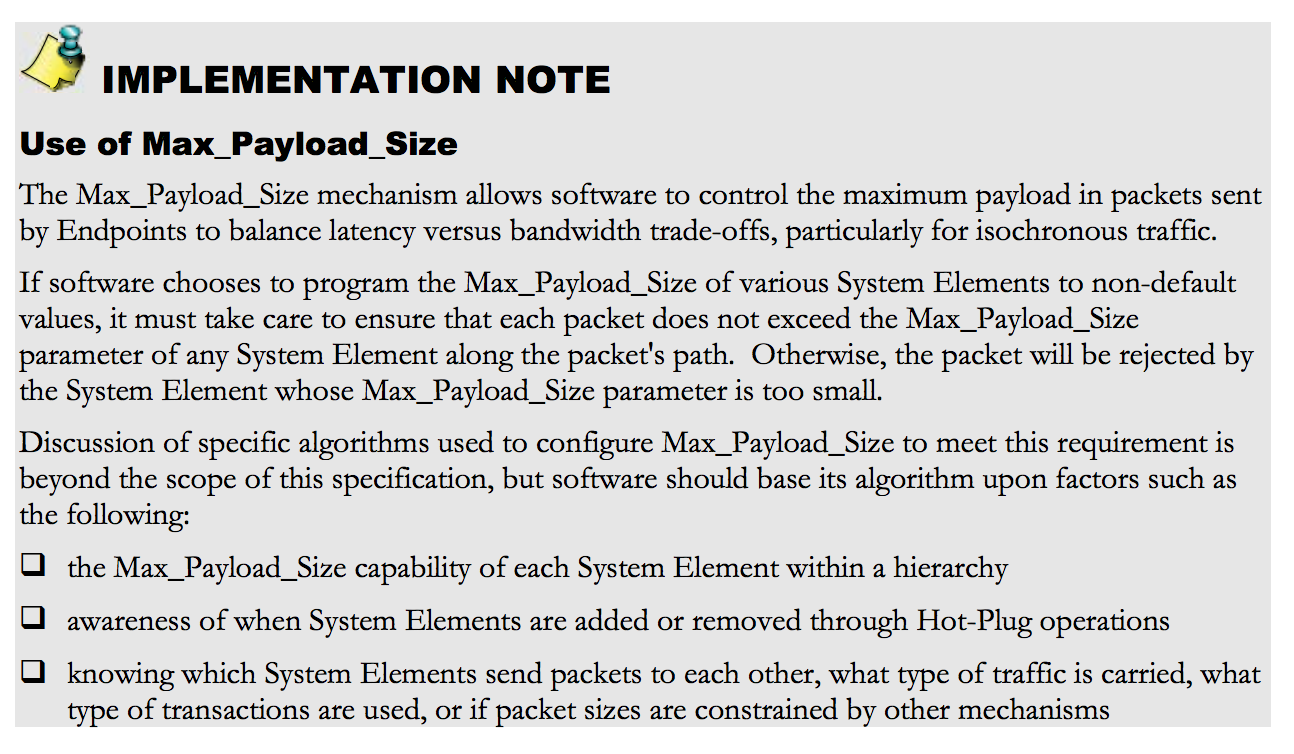 IMPLEMENTATION NOTE
Use of Max_Payload_Size
The Max_Payload_Size mechanism allows software to control the maximum payload in packets sent
by Endpoints to balance latency versus bandwidth trade-offs, particularly for isochronous traffic.
If software chooses to program the Max_Payload_Size of various System Elements to non-default
values, it must take care to ensure that each packet does not exceed the Max_Payload_Size
parameter of any System Element along the packet's path.  Otherwise, the packet will be rejected by
the System Element whose Max_Payload_Size parameter is too small.
Discussion of specific algorithms used to configure Max_Payload_Size to meet this requirement is
beyond the scope of this specification, but software should base its algorithm upon factors such as
the following:
❑ the Max_Payload_Size capability of each System Element within a hierarchy
❑ awareness of when System Elements are added or removed through Hot-Plug operations
❑ knowing which System Elements send packets to each other, what type of traffic is carried, what
type of transactions are used, or if packet sizes are constrained by other mechanisms